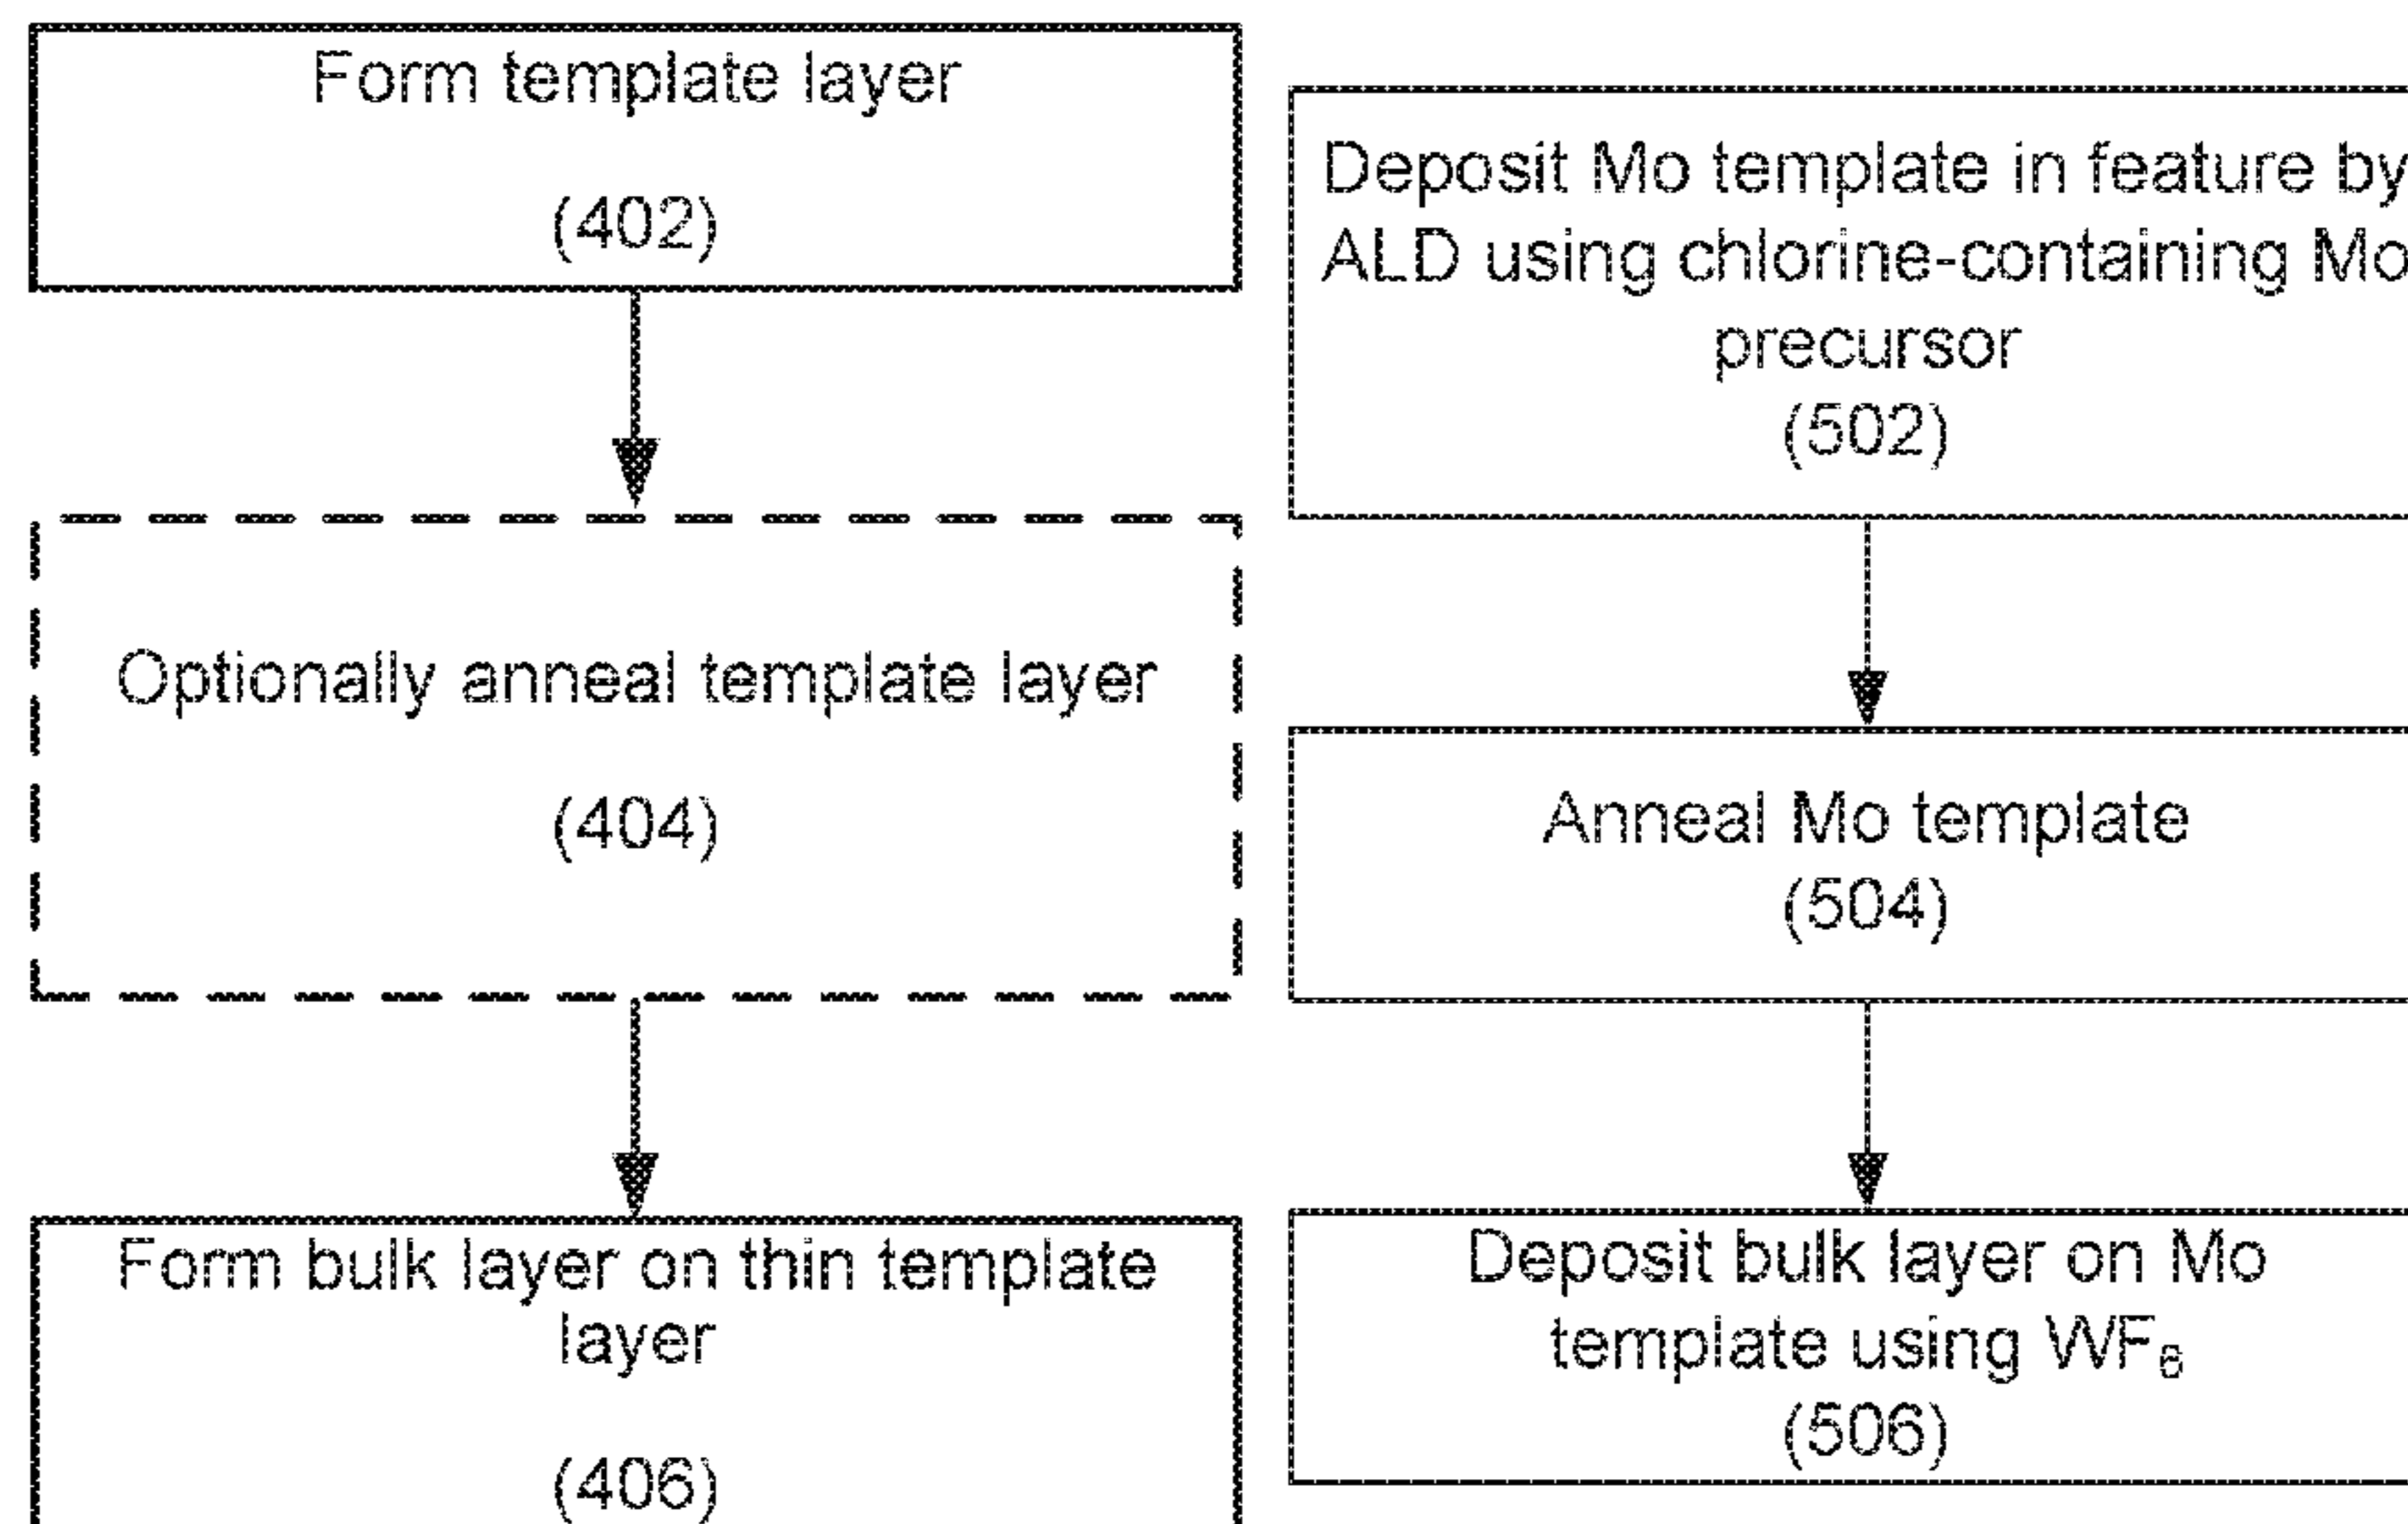 Form template layer
(402)
Optionally anneal template layer
(404)
Form bulk layer on thin template
layer
(406)
Deposit Mo template in feature by
ALD using chlorine-containing Mo
precursor
(502)
Anneal Mo template
(504)
Deposit bulk layer on Mo
template using WF₆
(506)